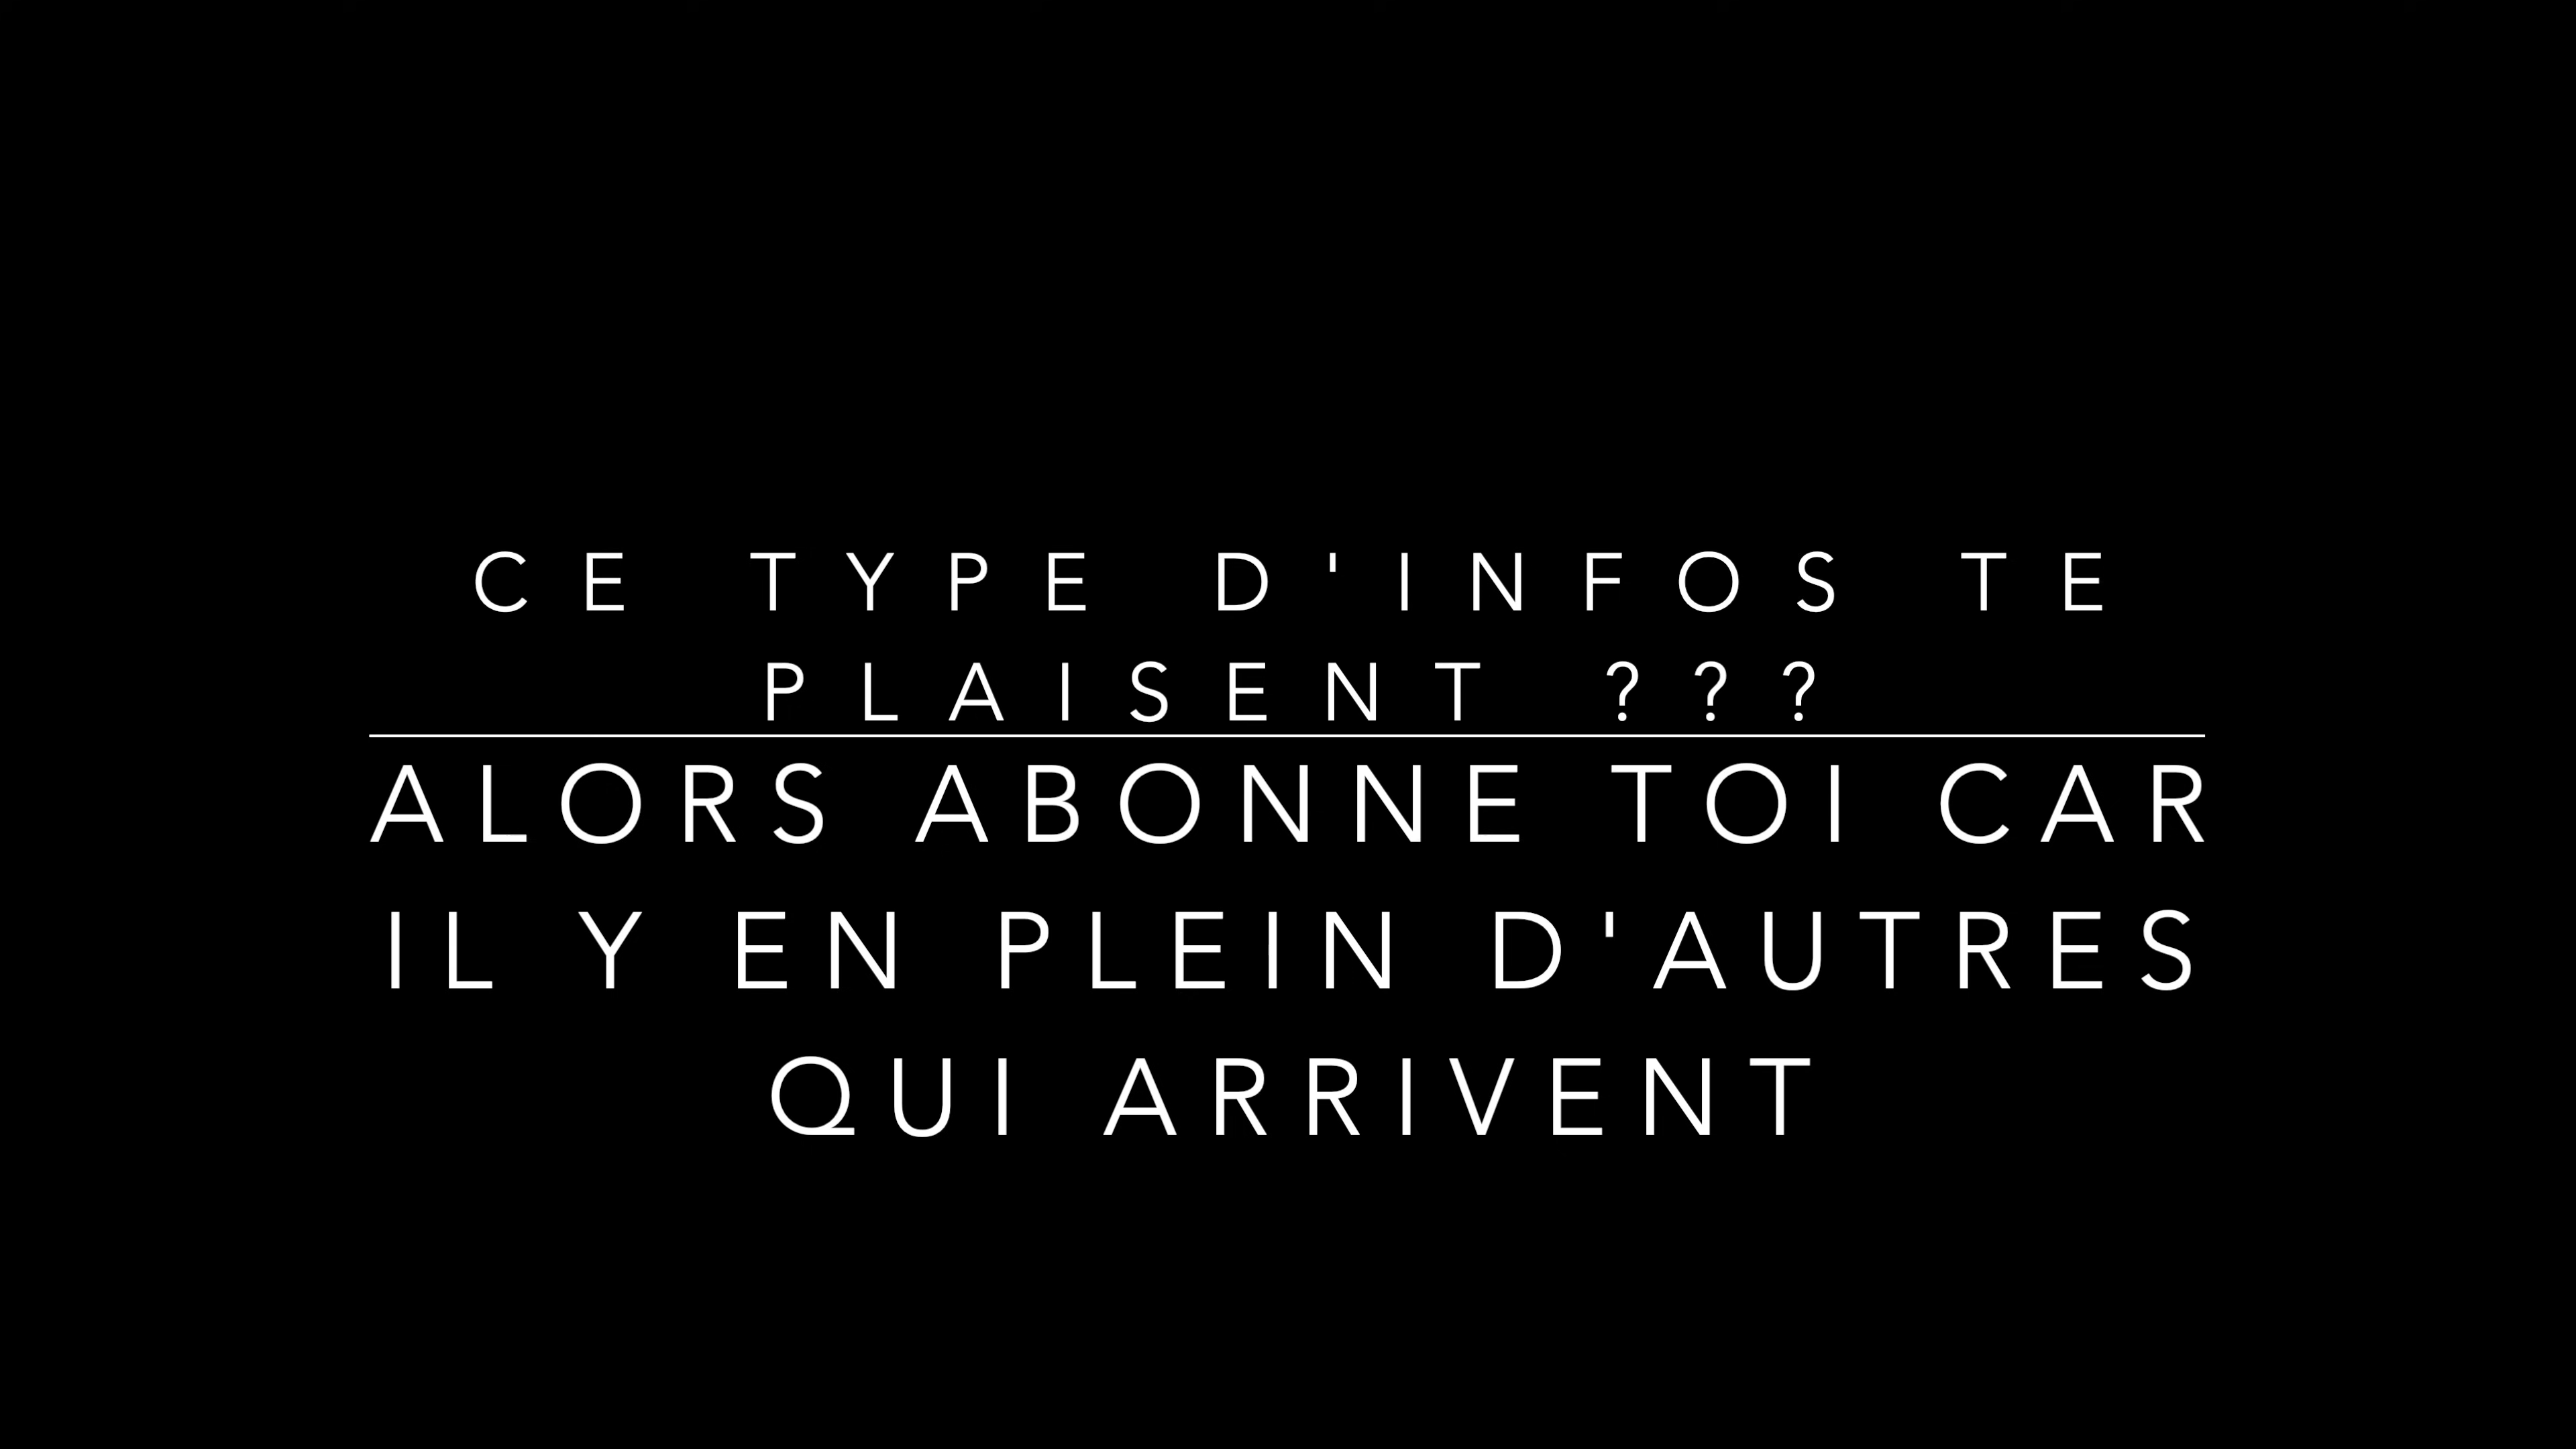 CE TYPE D'INFOS TE
PLAISENT ???
ALORS ABONNE TOI CAR
IL Y EN PLEIN D'AUTRES
QUI ARRIVENT